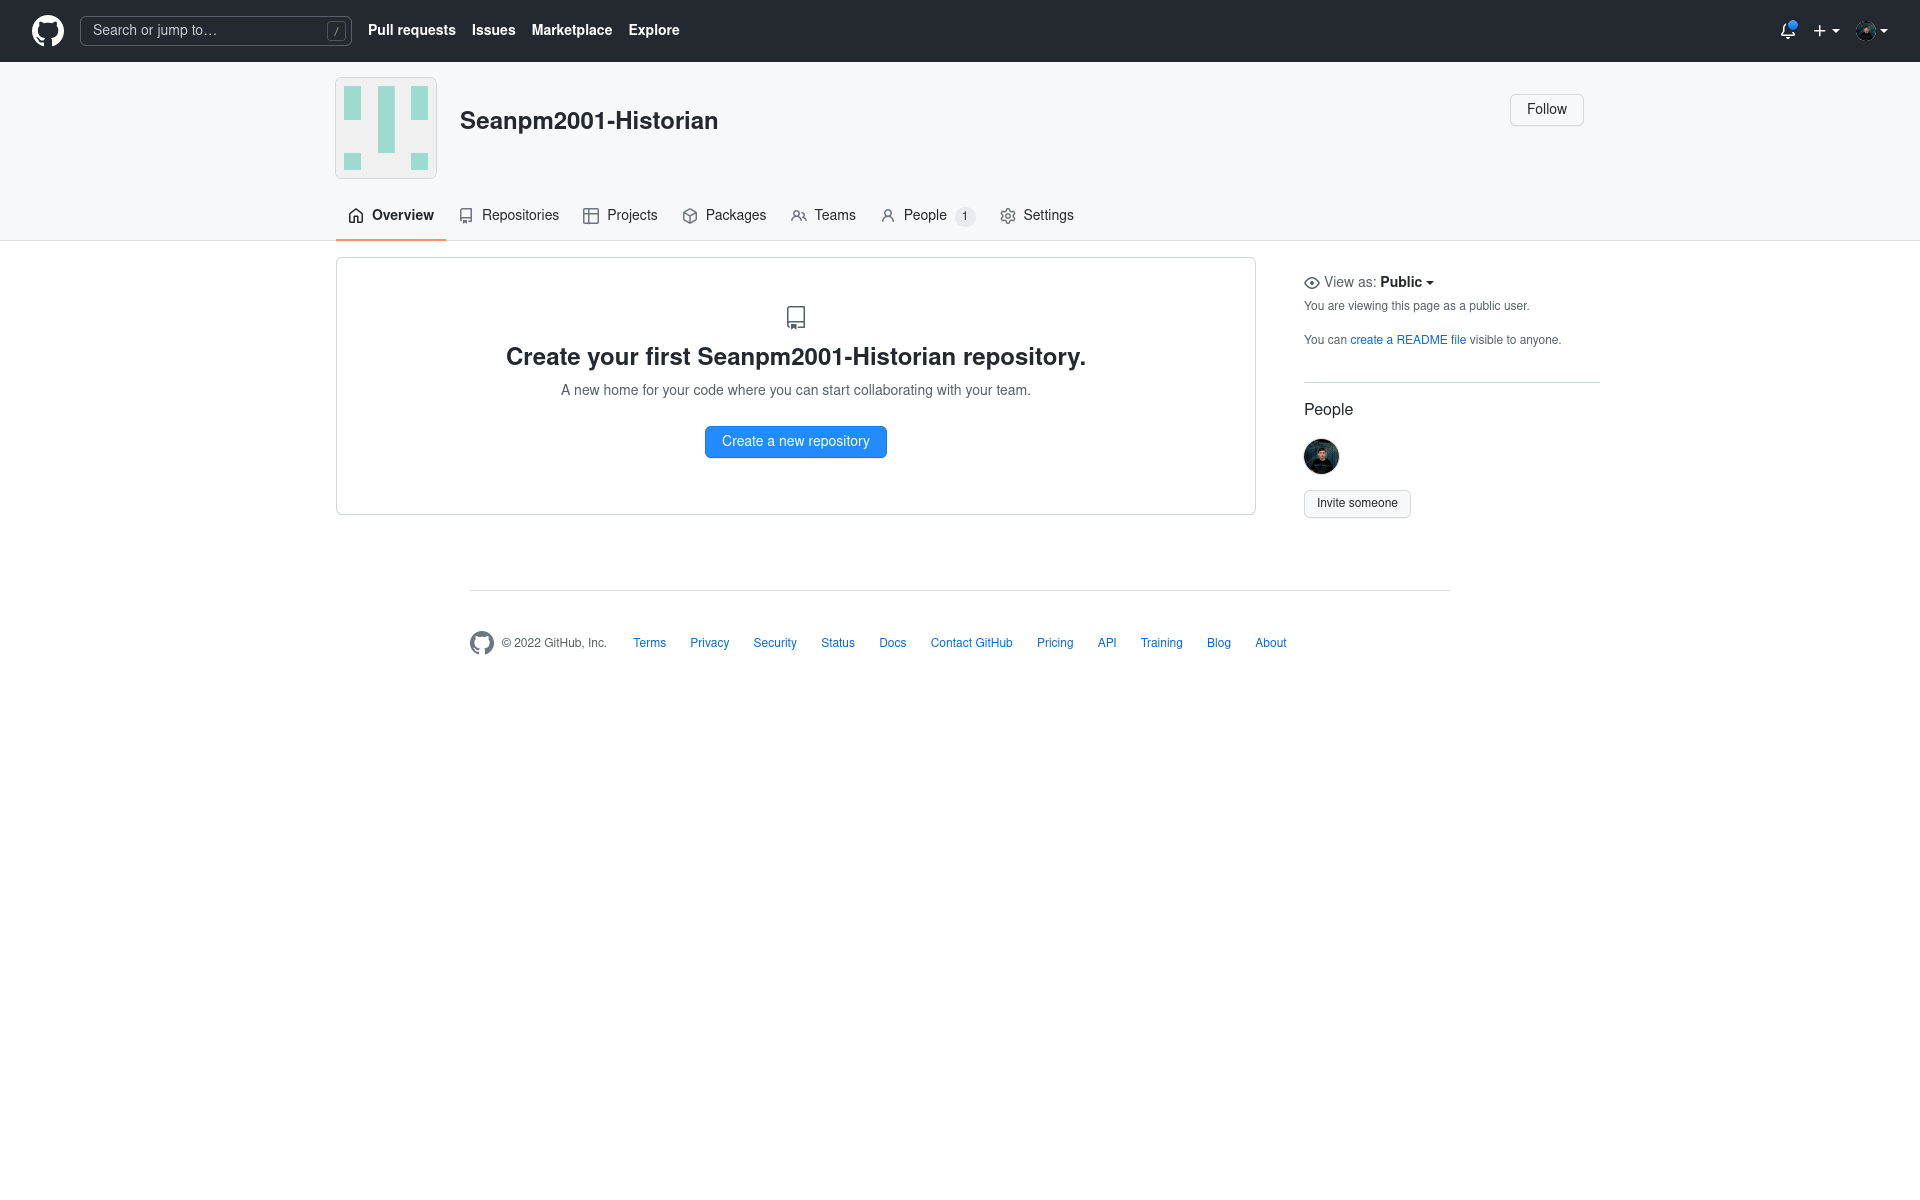 Search or jump to… /
Pull requests Issues Marketplace Explore
Seanpm2001-Historian
Follow
Overview Repositories Projects Packages Teams People 1 Settings
Create your first Seanpm2001-Historian repository.
A new home for your code where you can start collaborating with your team.
Create a new repository
View as: Public
You are viewing this page as a public user.
You can create a README file visible to anyone.
People
Invite someone
© 2022 GitHub, Inc. Terms Privacy Security Status Docs Contact GitHub Pricing API Training Blog About